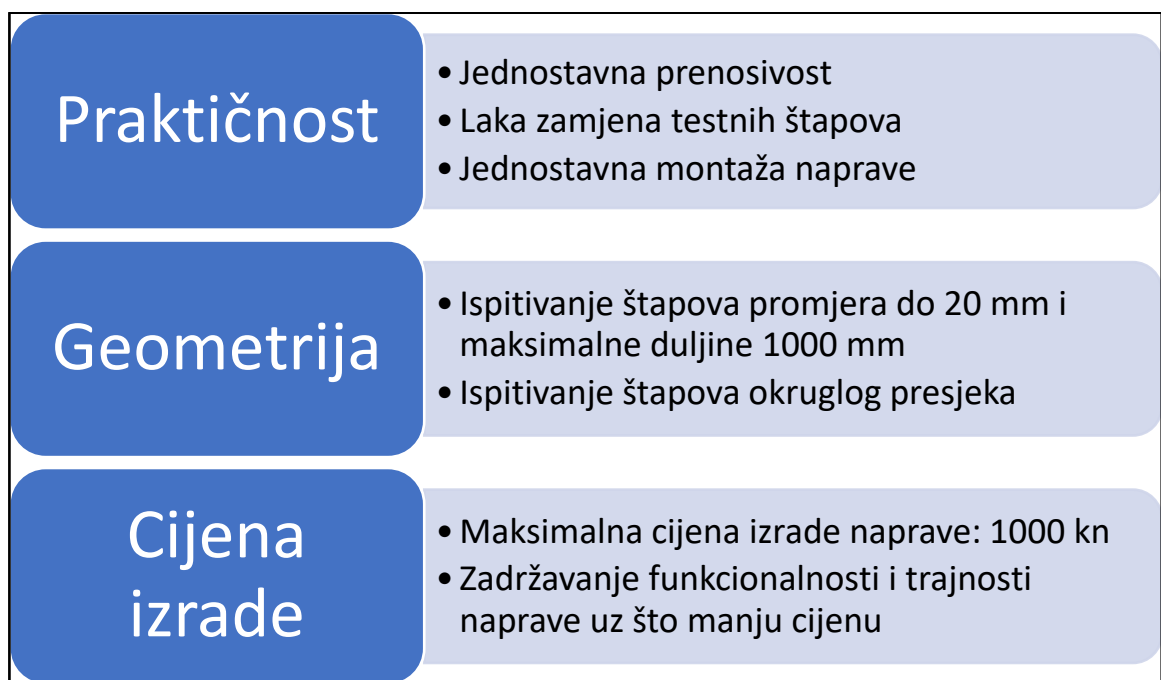 Praktičnost
• Jednostavna prenosivost
• Laka zamjena testnih štapova
• Jednostavna montaža naprave
Geometrija
• Ispitivanje štapova promjera do 20 mm i
maksimalne duljine 1000 mm
• Ispitivanje štapova okruglog presjeka
Cijena
izrade
• Maksimalna cijena izrade naprave: 1000 kn
• Zadržavanje funkcionalnosti i trajnosti
naprave uz što manju cijenu